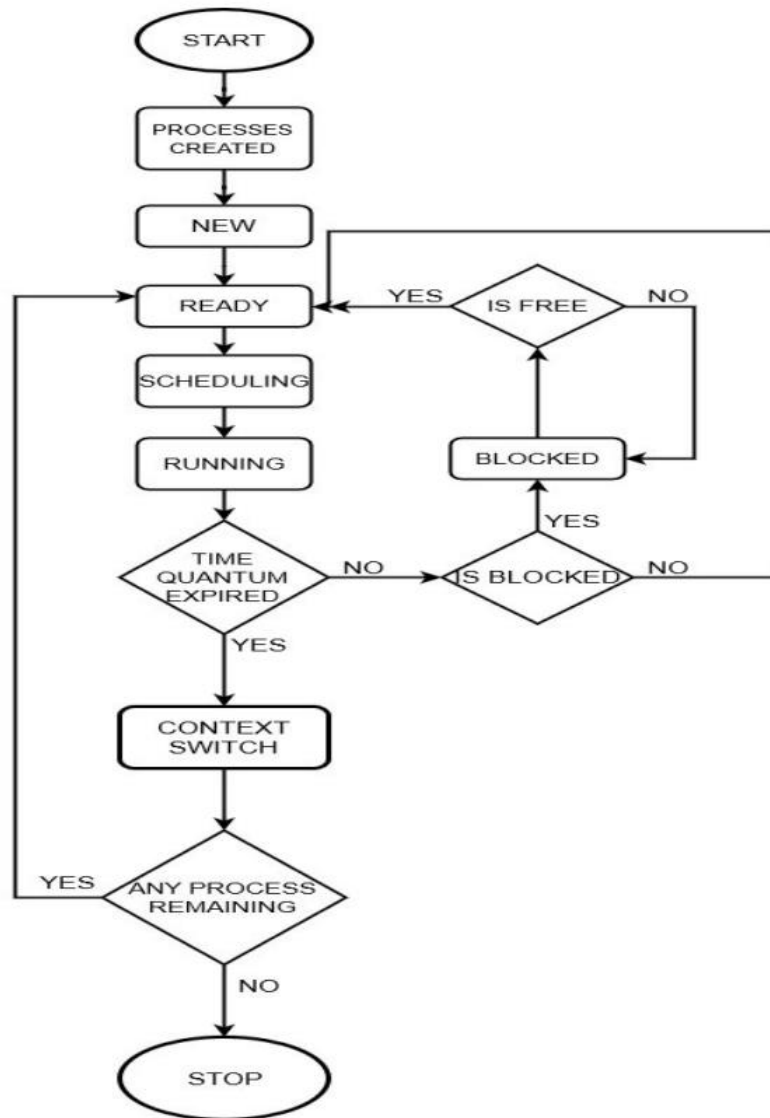 START
PROCESSES
CREATED
NEW
READY
YES
IS FREE
NO
SCHEDULING
RUNNING
BLOCKED
YES
TIME
QUANTUM
EXPIRED
NO
IS BLOCKED
NO
YES
CONTEXT
SWITCH
YES
ANY PROCESS
REMAINING
NO
STOP